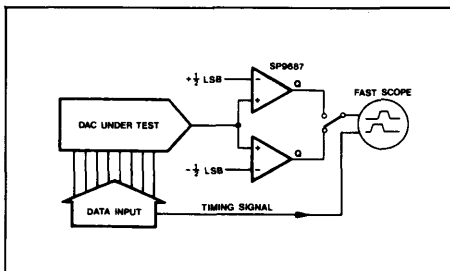 SP9687
+½ LSB
Q
FAST SCOPE
DAC UNDER TEST
-½ LSB
Q
DATA INPUT
TIMING SIGNAL